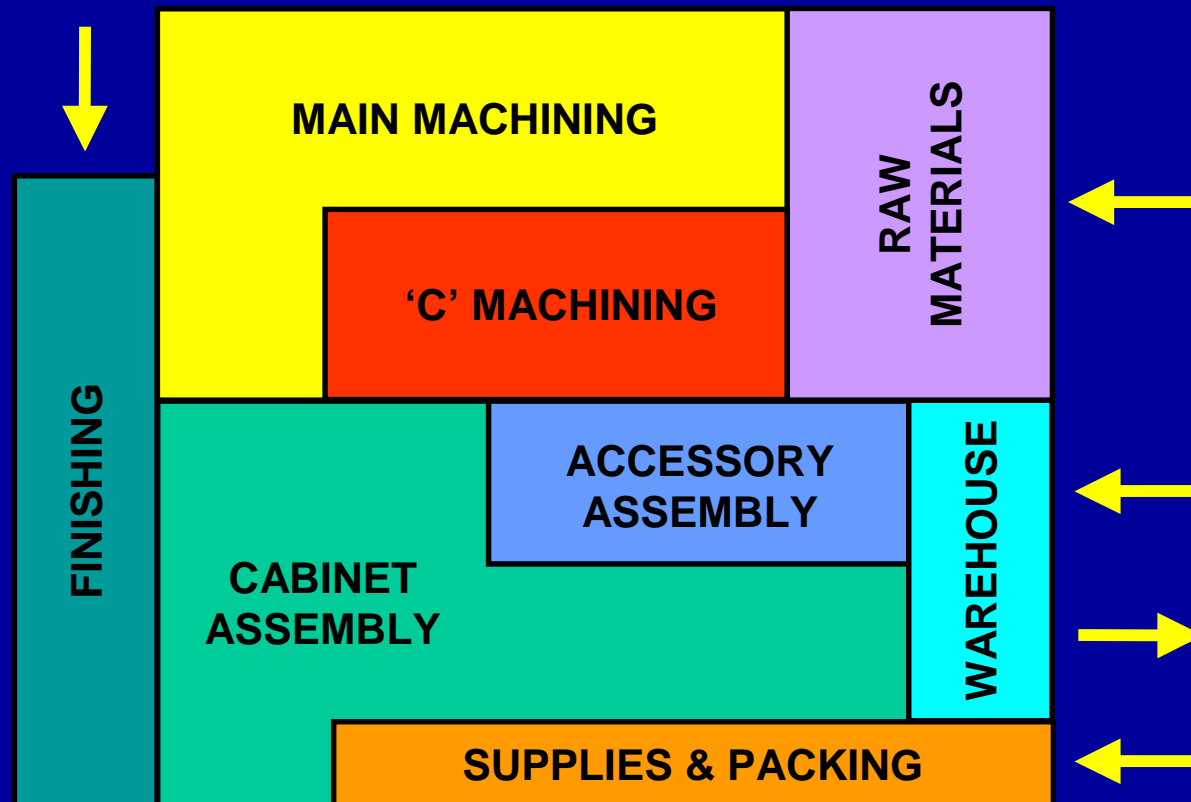 MAIN MACHINING
RAW
MATERIALS
‘C’ MACHINING
FINISHING
ACCESSORY
ASSEMBLY
WAREHOUSE
CABINET
ASSEMBLY
SUPPLIES & PACKING